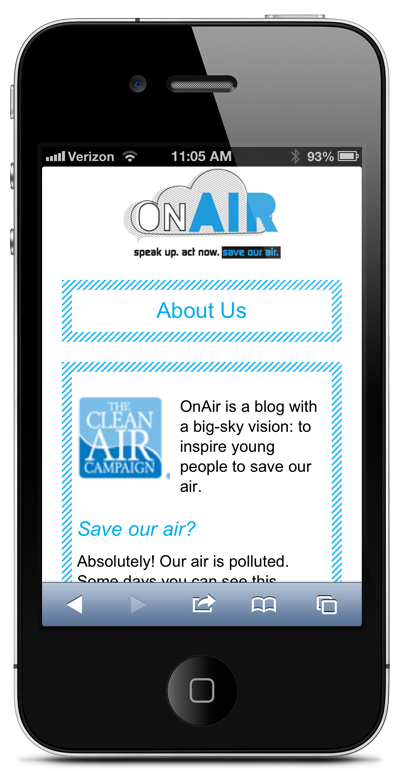 Verizon 11:05 AM 93%
ONAIR
speak up. act now. save our air.
About Us
THE
CLEAN
AIR
CAMPAIGN
OnAir is a blog with
a big-sky vision: to
inspire young
people to save our
air.
Save our air?
Absolutely! Our air is polluted.
Some days you can see this